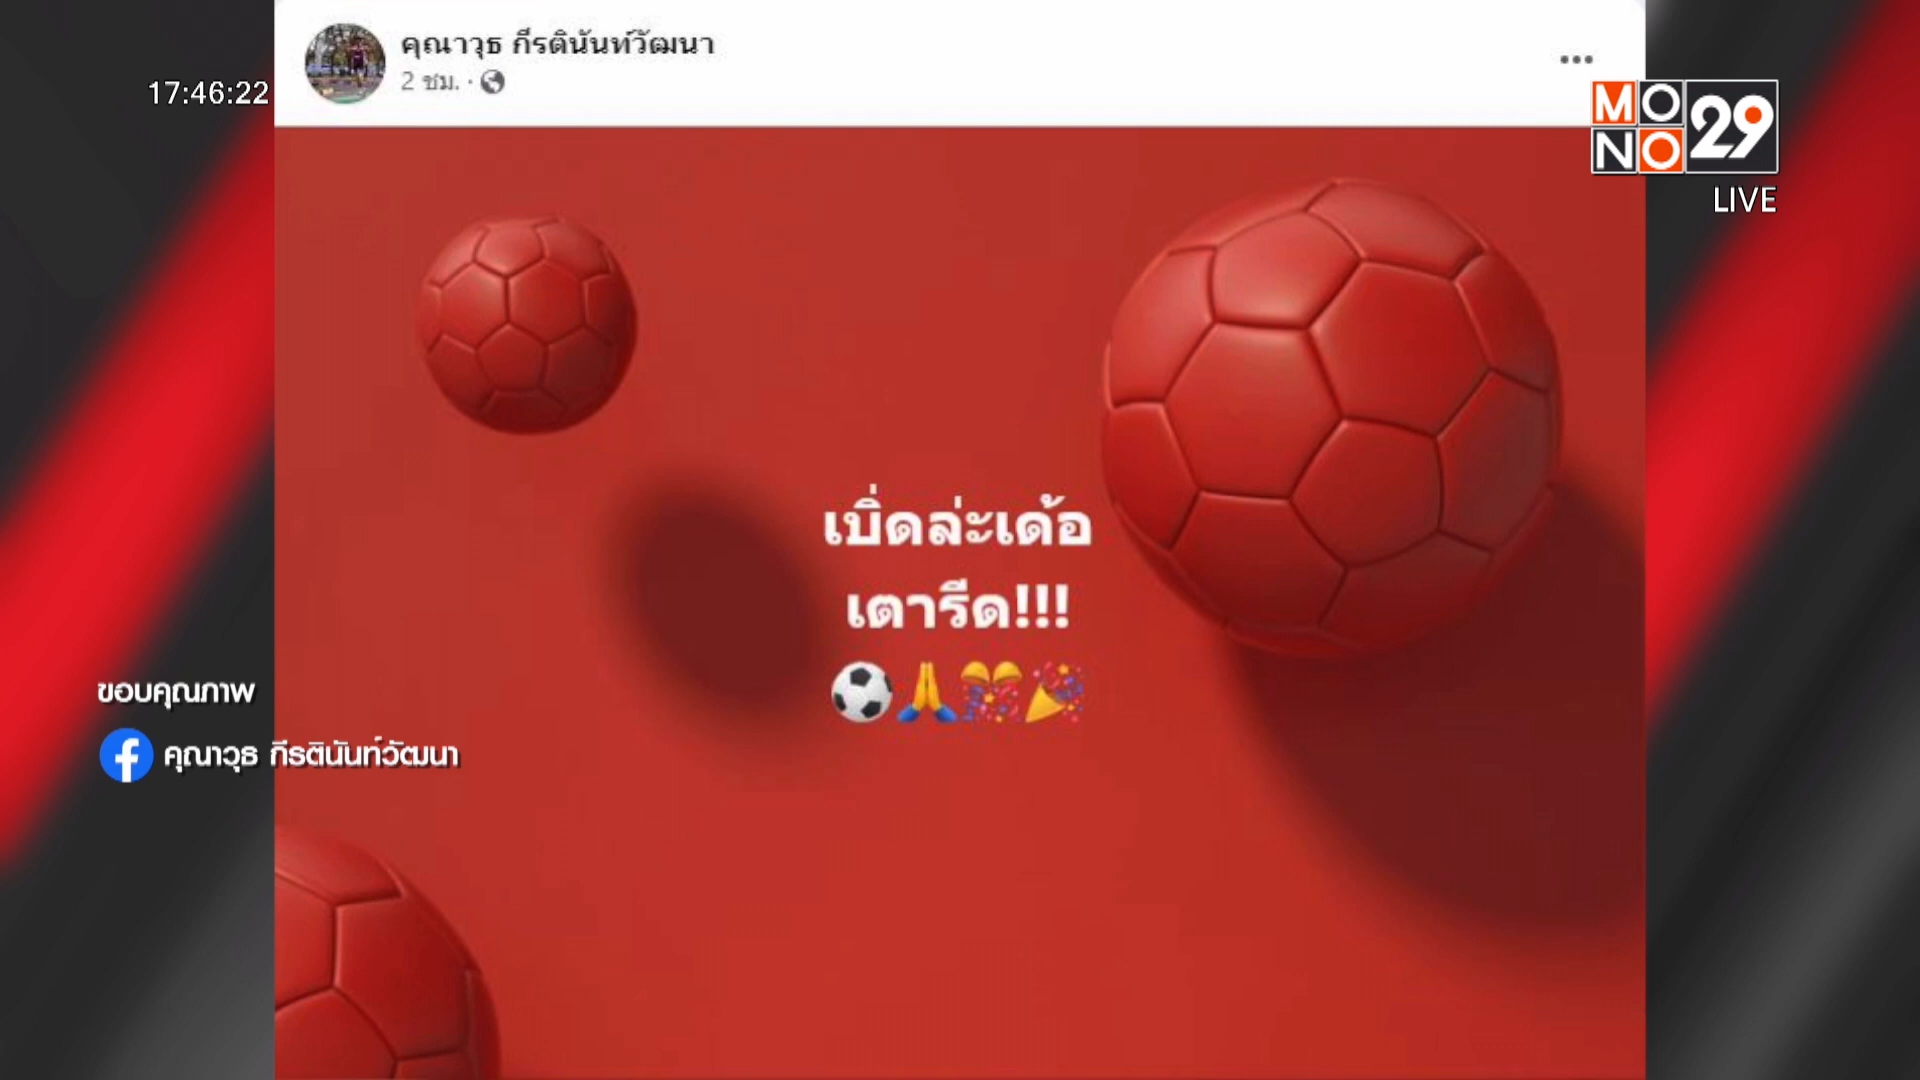 คุณาวุธ กีรตินันท์วัฒนา
2 ชม. ·
17:46:22
MONO 29
LIVE
เบิ่ดล่ะเด้อ
เตารีด!!!
⚽🙏🎊🎉
ขอบคุณภาพ
คุณาวุธ กีรตินันท์วัฒนา